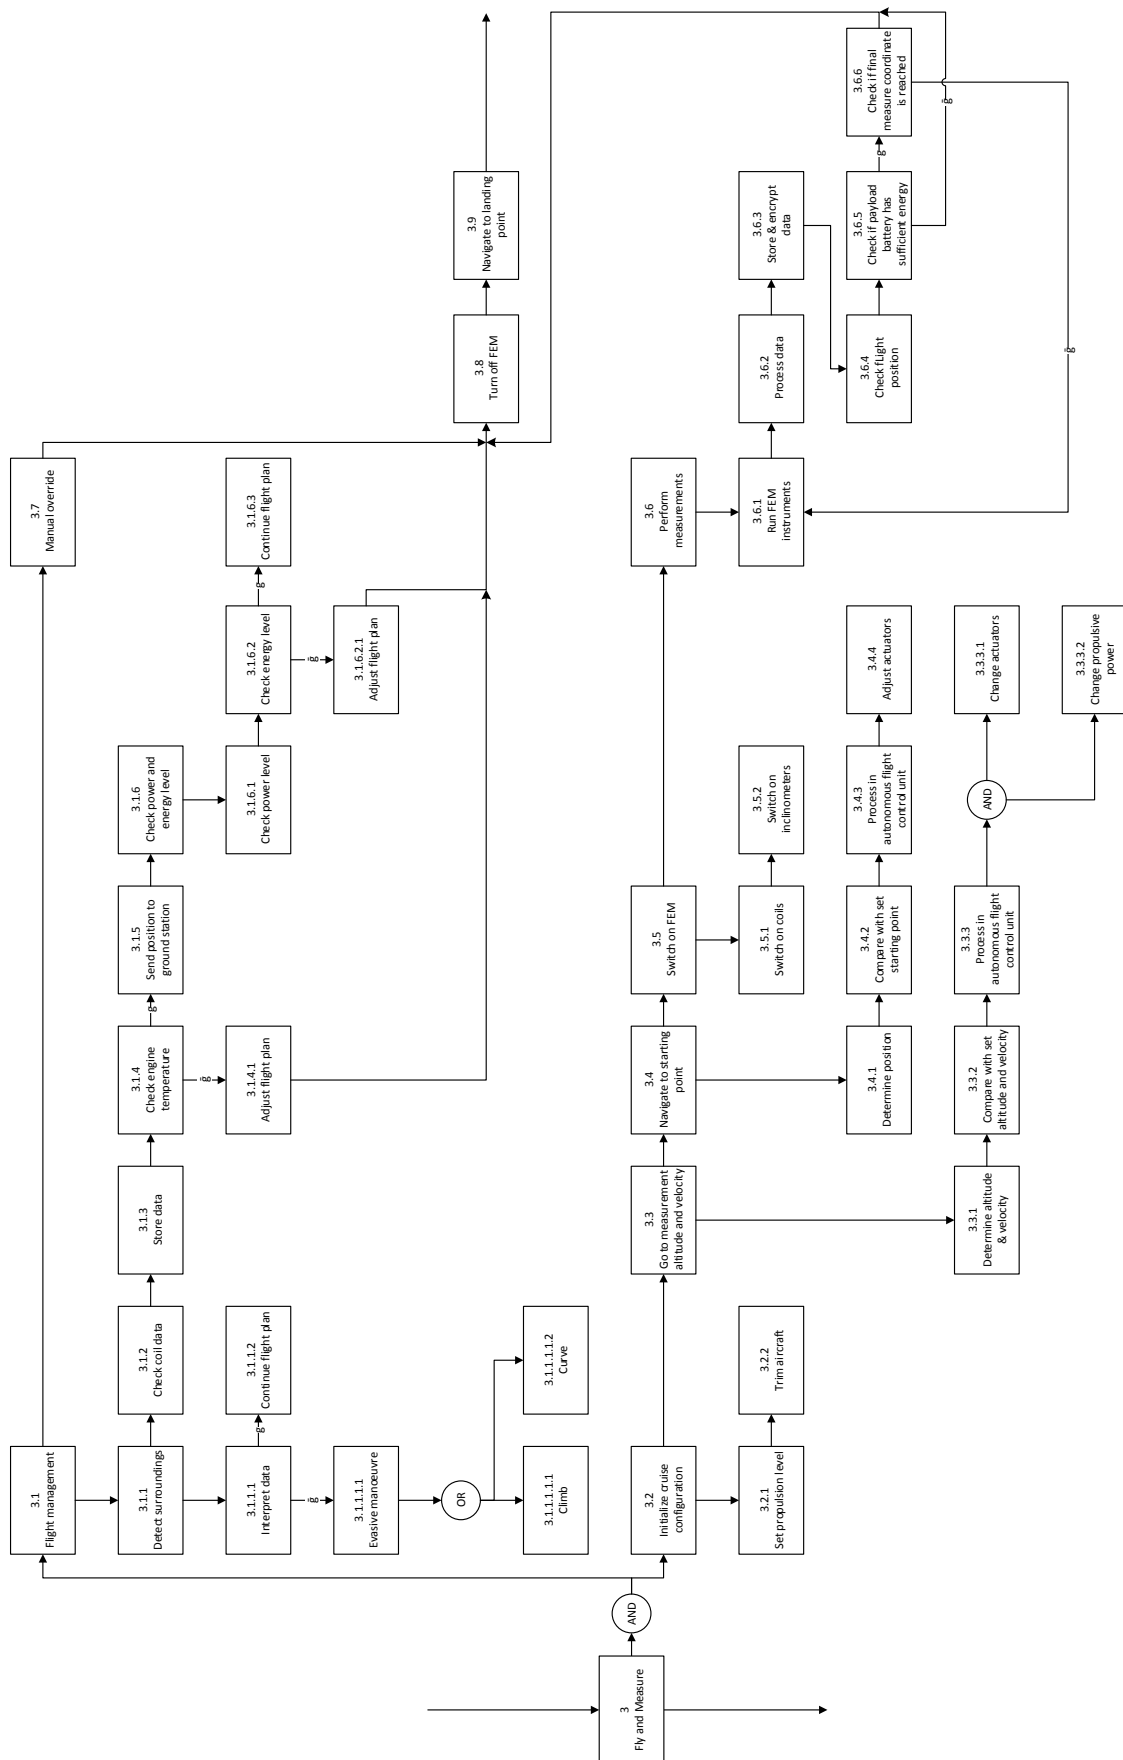 3
Fly and Measure
AND
3.1
Flight management
3.7
Manual override
3.1.1
Detect surroundings
3.1.2
Check coil data
3.1.3
Store data
3.1.4
Check engine
temperature
g
3.1.5
Send position to
ground station
3.1.6
Check power and
energy level
3.1.1.1
Interpret data
g
3.1.1.2
Continue flight plan
ḡ
3.1.4.1
Adjust flight plan
3.1.6.1
Check power level
3.1.6.2
Check energy level
g
3.1.6.3
Continue flight plan
ḡ
3.1.1.1.1
Evasive manœuvre
ḡ
3.1.6.2.1
Adjust flight plan
OR
3.1.1.1.1.1
Climb
3.1.1.1.1.2
Curve
3.8
Turn off FEM
3.9
Navigate to landing
point
3.2
Initialize cruise
configuration
3.3
Go to measurement
altitude and velocity
3.4
Navigate to starting
point
3.5
Switch on FEM
3.6
Perform
measurements
3.2.1
Set propulsion level
3.2.2
Trim aircraft
3.5.1
Switch on coils
3.5.2
Switch on
inclinometers
3.6.1
Run FEM
instruments
3.6.2
Process data
3.6.3
Store & encrypt
data
3.4.1
Determine position
3.4.2
Compare with set
starting point
3.4.3
Process in
autonomous flight
control unit
3.4.4
Adjust actuators
3.6.4
Check fLight
position
3.6.5
Check if payload
battery has
sufficient energy
g
3.6.6
Check if final
measure coordinate
is reached
ḡ
ḡ
3.3.1
Determine altitude
& velocity
3.3.2
Compare with set
altitude and velocity
3.3.3
Process in
autonomous flight
control unit
AND
3.3.3.1
Change actuators
3.3.3.2
Change propulsive
power